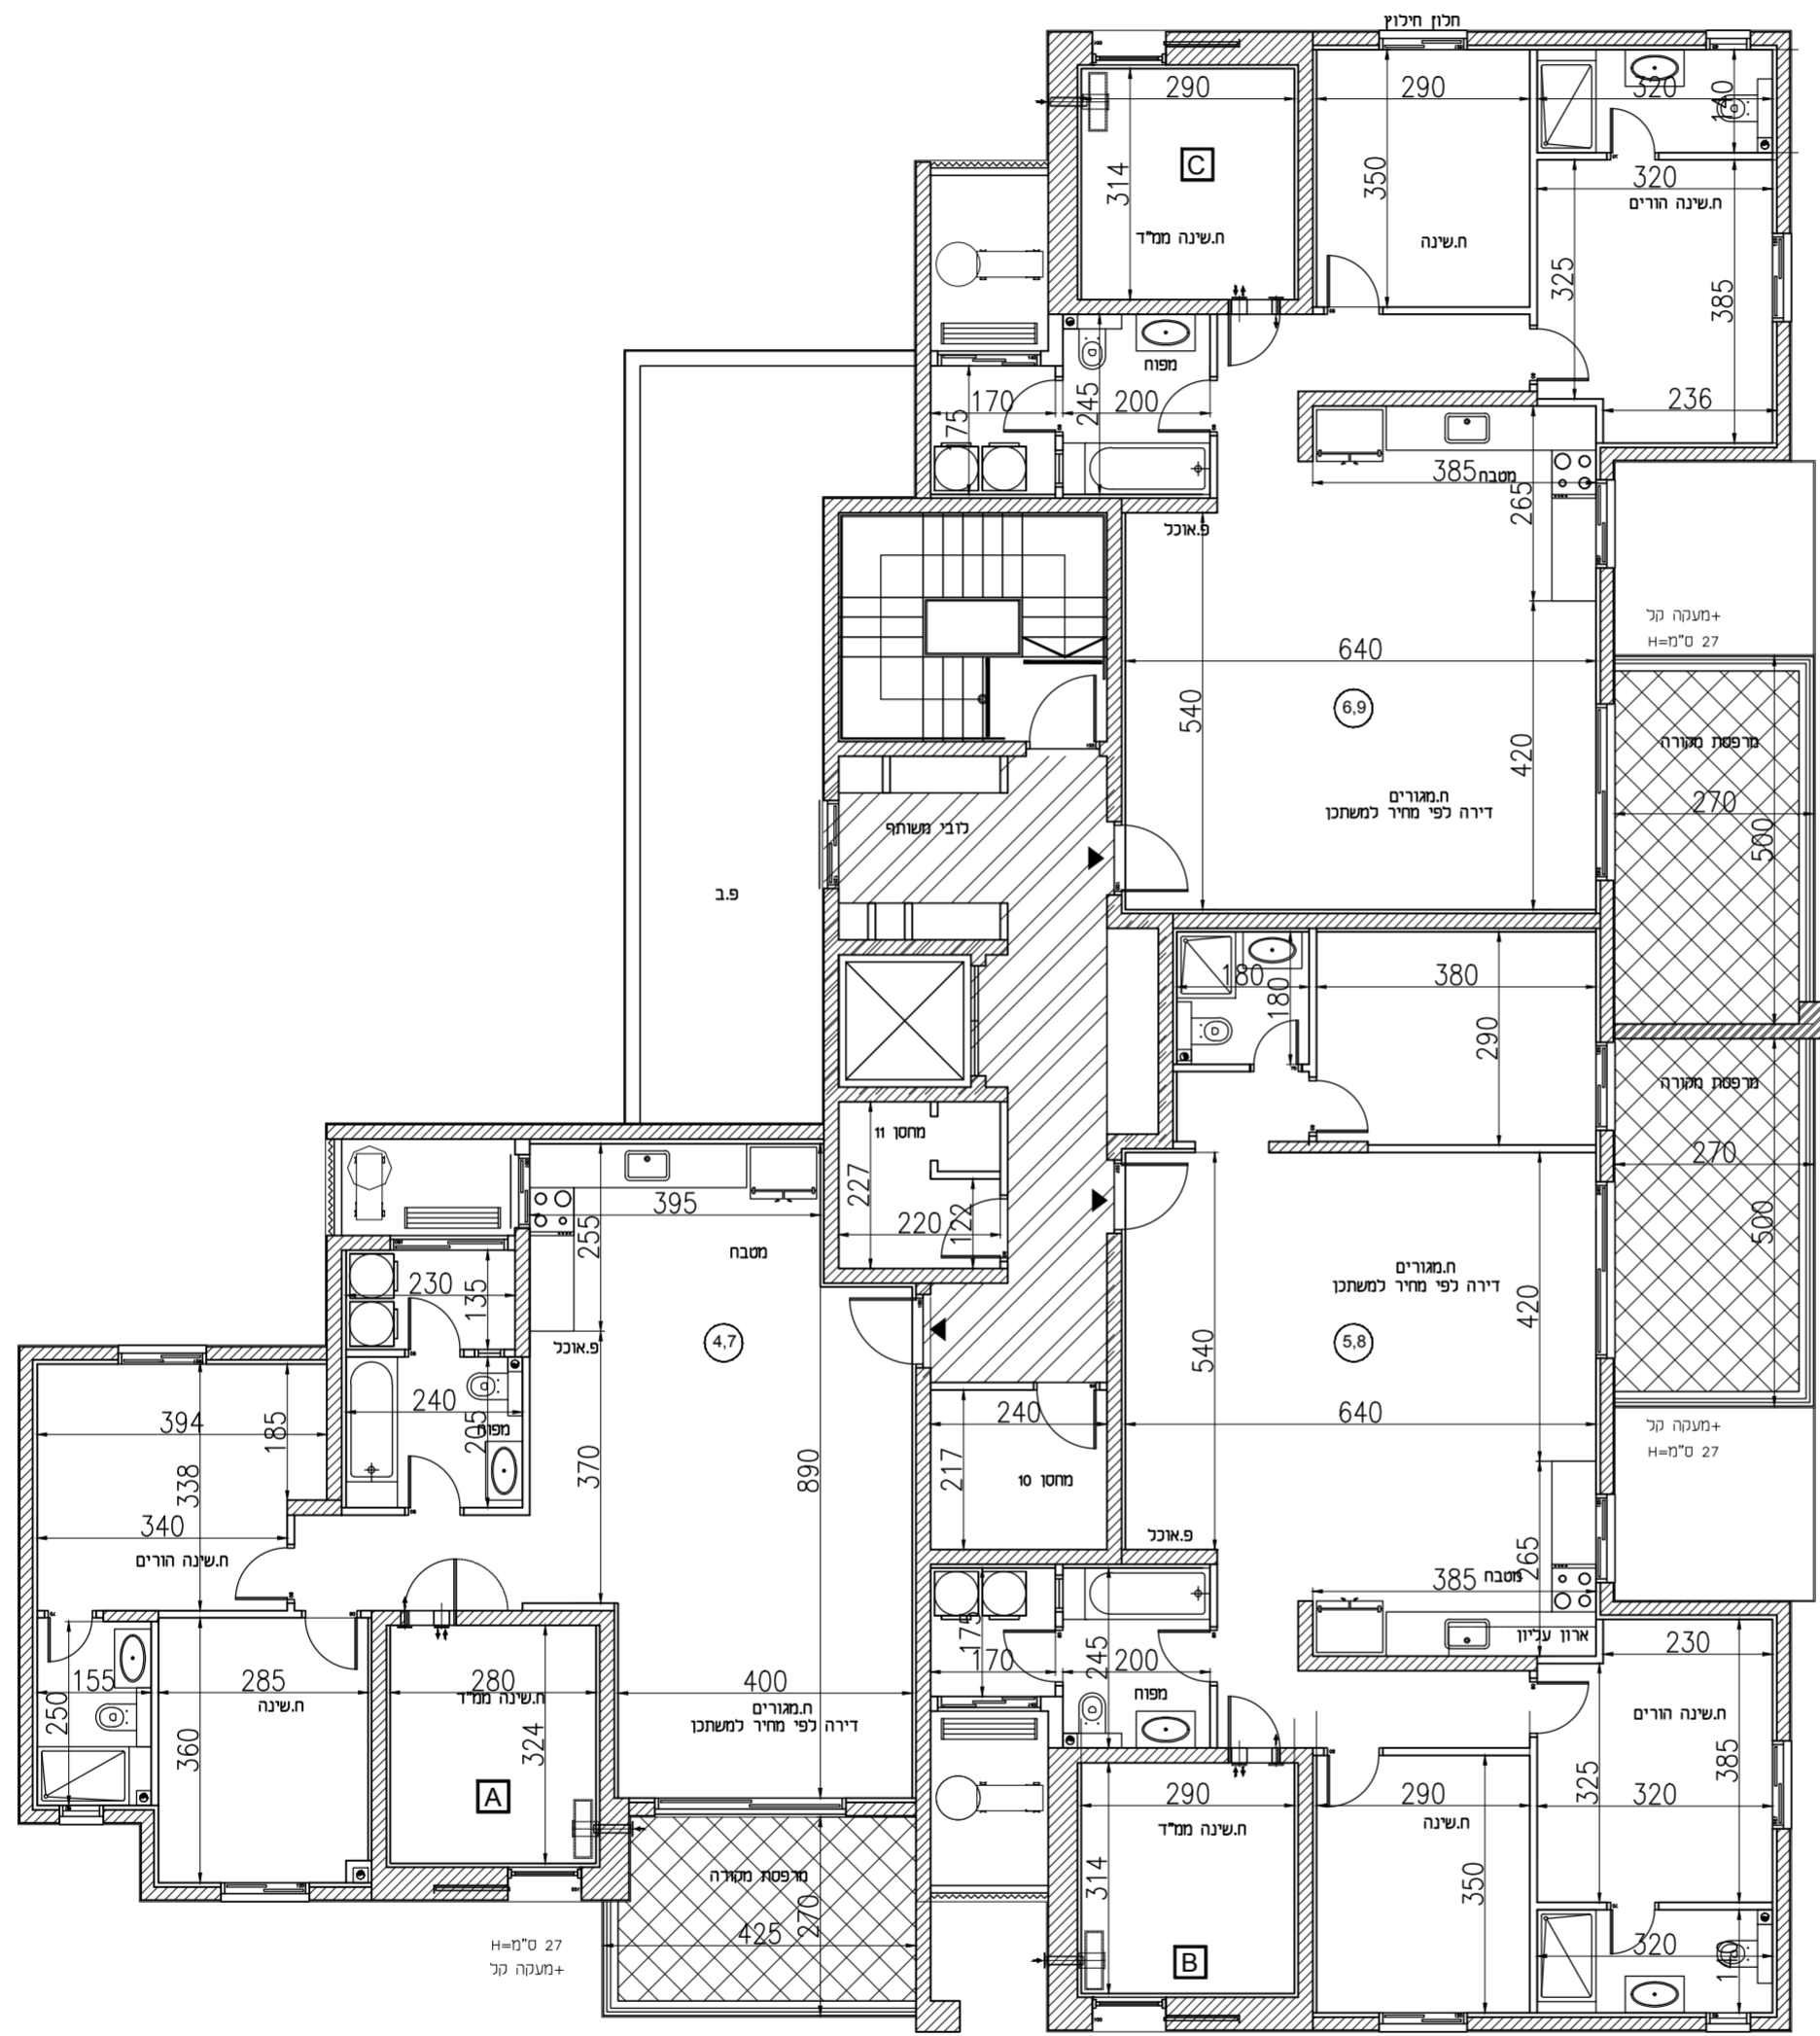 חלון חילוץ
290
290
320
140
C
314
350
320
ח.שינה הורים
ח.שינה ממ"ד
ח.שינה
325
385
מפוח
170
75
245
200
236
385
מטבח
265
פ.אוכל
+מעקה קל
H=27 ס"מ
640
6,9
540
420
מרפסת מקורה
ח.מגורים
דירה לפי מחיר למשתכן
270
500
לובי משותף
פ.ב
180
180
380
290
מרפסת מקורה
270
500
מחסן 11
227
220
122
395
255
מטבח
ח.מגורים
דירה לפי מחיר למשתכן
420
230
135
פ.אוכל
4,7
5,8
540
640
+מעקה קל
H=27 ס"מ
394
185
338
240
205
מפוח
370
890
240
217
מחסן 10
340
ח.שינה הורים
פ.אוכל
265
385
מטבח
ארון עליון
175
170
245
200
מפוח
230
ח.שינה הורים
155
250
285
ח.שינה
360
280
ח.שינה ממ"ד
324
A
400
ח.מגורים
דירה לפי מחיר למשתכן
325
385
320
290
ח.שינה ממ"ד
314
B
290
ח.שינה
350
מרפסת מקורה
270
425
H=27 ס"מ
+מעקה קל
320